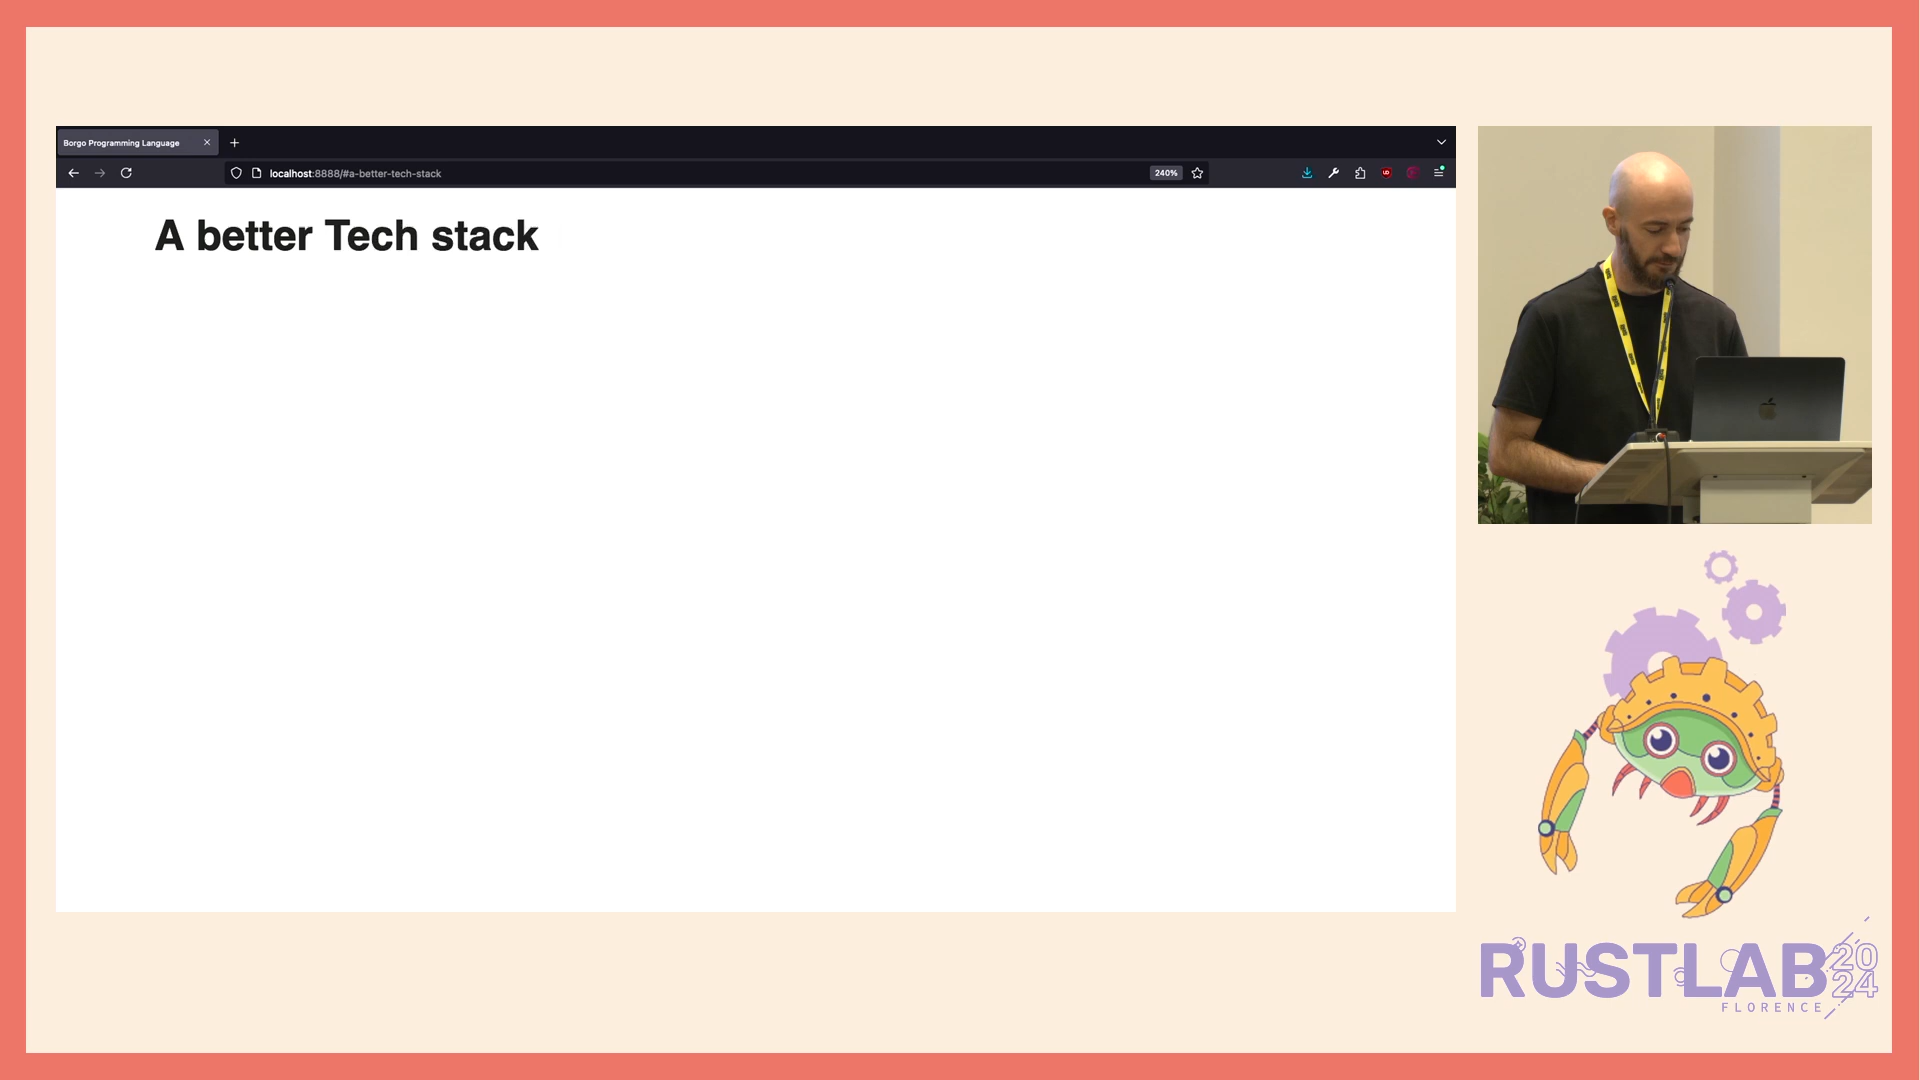 Borgo Programming Language
localhost:8888/#a-better-tech-stack
240%
A better Tech stack
RUSTLAB 2024
FLORENCE